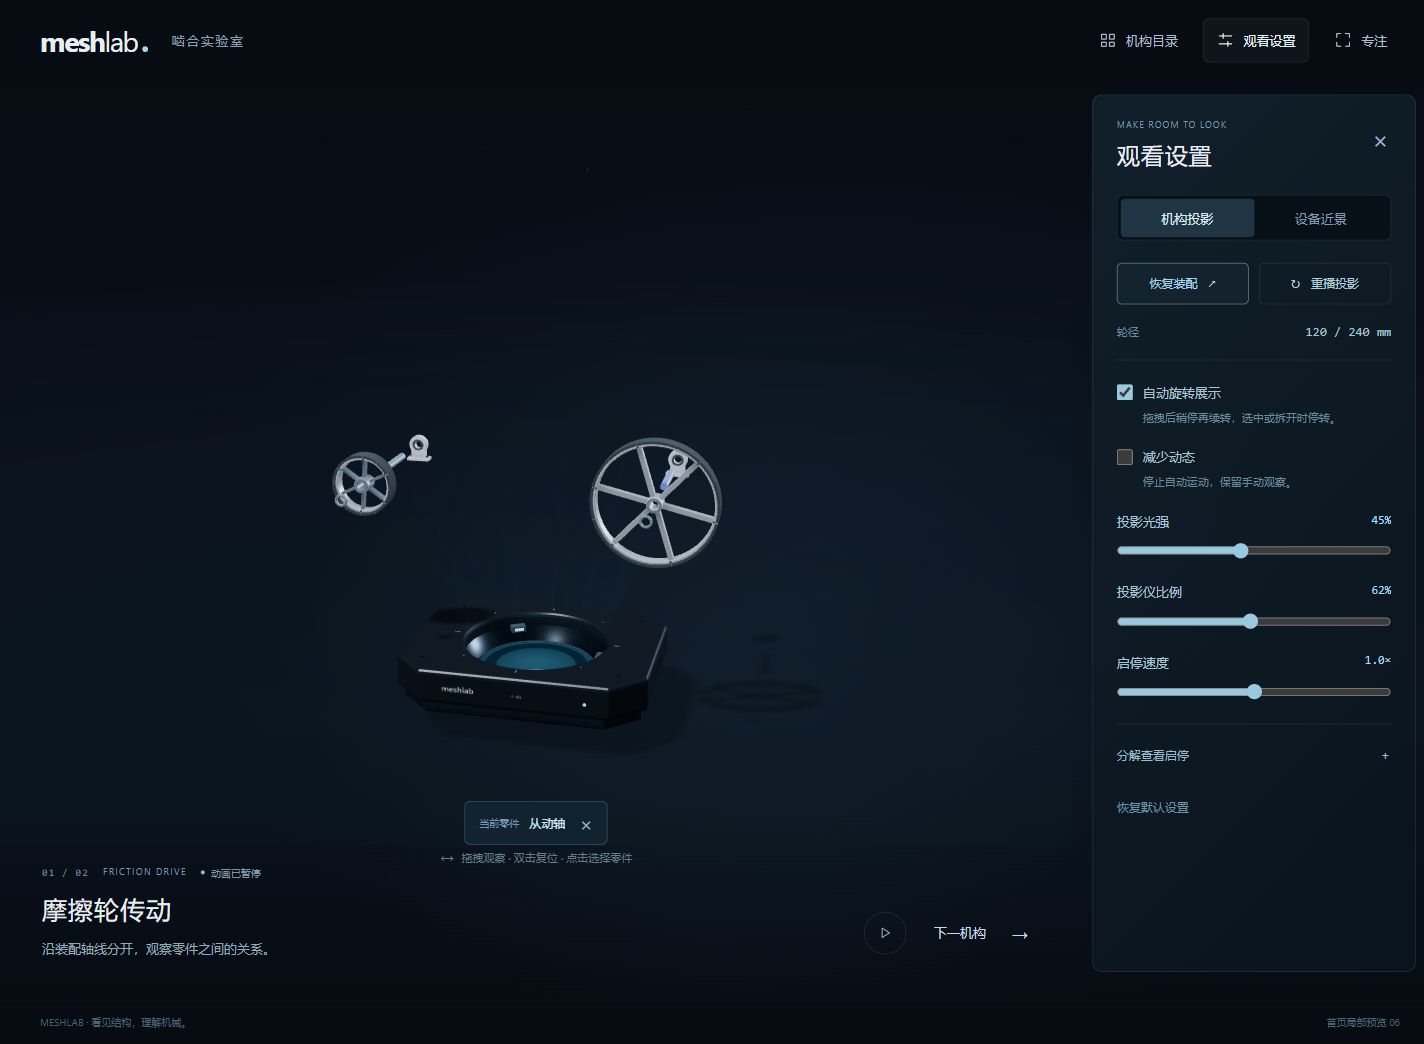 meshlab. 啮合实验室
机构目录
观看设置
专注
MAKE ROOM TO LOOK
观看设置
机构投影
设备近景
恢复装配 ↗
↻ 重播投影
轮径
120 / 240 mm
自动旋转展示
拖拽后稍停再续转，选中或拆开时停转。
减少动态
停止自动运动，保留手动观察。
投影光强
45%
投影仪比例
62%
启停速度
1.0×
分解查看启停
+
恢复默认设置
meshlab
当前零件 从动轴 ×
↔ 拖拽观察 · 双击复位 · 点击选择零件
01 / 02 FRICTION DRIVE • 动画已暂停
摩擦轮传动
沿装配轴线分开，观察零件之间的关系。
下一机构 →
MESHLAB · 看见结构，理解机械。
首页局部预览 06